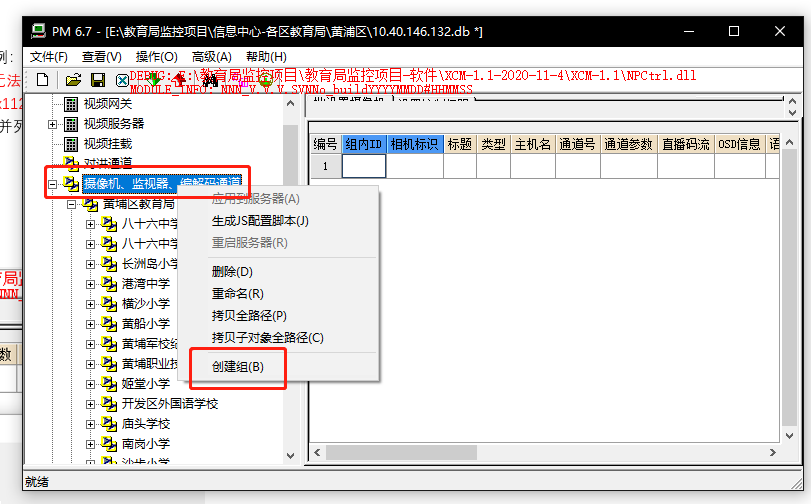 PM 6.7 - [E:\教育局监控项目\信息中心-各区教育局\黄浦区\10.40.146.132.db *]
文件(F) 查看(V) 操作(O) 高级(A) 帮助(H)
例:
DEBUG: E:\教育局监控项目\教育局监控项目-软件\XCM-1.1-2020-11-4\XCM-1.1\NPCtrl.dll
MODULE_INFO: NNN_V.V.V.SVNNo_buildYYYYMMDD#HHMMSS
无法
视频网关
x112
视频服务器
并列
视频挂载
对讲通道
摄像机、监视器、编解码通道
黄埔区教育局
八十六中学
八十六中学
长洲岛小学
港湾中学
横沙小学
黄船小学
黄埔军校
黄埔职业技
姬堂小学
开发区外国语学校
庙头学校
南岗小学
沙步小学
应用到服务器(A)
生成JS配置脚本(J)
重启服务器(R)
删除(D)
重命名(R)
拷贝全路径(P)
拷贝子对象全路径(C)
创建组(B)
编号 组内ID 相机标识 标题 类型 主机名 通道号 通道参数 直播码流 OSD信息 语
1
数
就绪